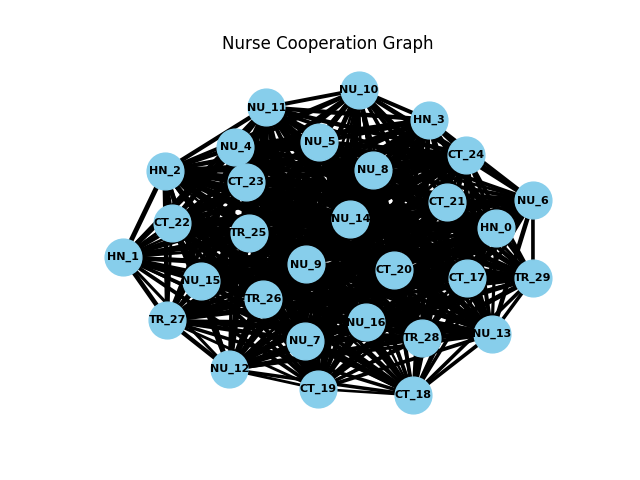 Nurse Cooperation Graph
NU_10
NU_11
HN_3
NU_5
NU_4
CT_24
HN_2
NU_8
CT_23
NU_6
CT_21
NU_14
CT_22
HN_0
TR_25
HN_1
NU_9
CT_20
CT_17
TR_29
NU_15
TR_26
TR_27
NU_16
NU_13
TR_28
NU_7
NU_12
CT_19
CT_18